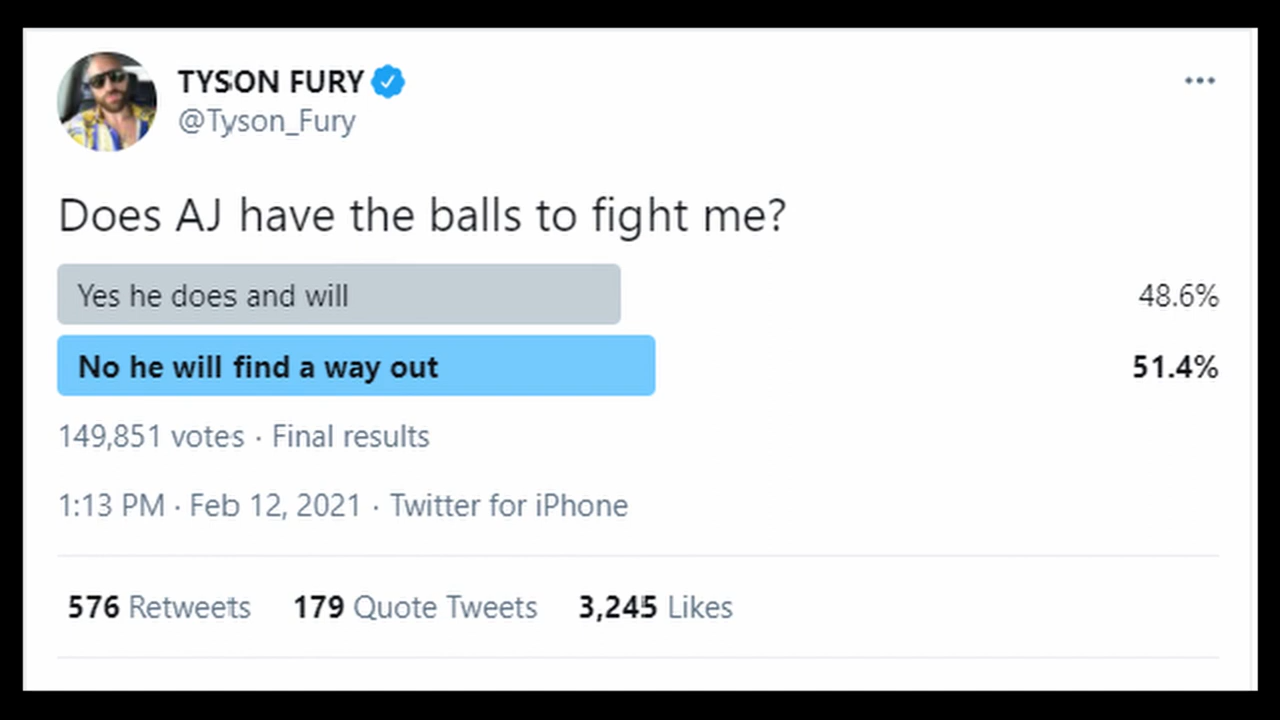 TYSON FURY
@Tyson_Fury
Does AJ have the balls to fight me?
Yes he does and will 48.6%
No he will find a way out 51.4%
149,851 votes · Final results
1:13 PM · Feb 12, 2021 · Twitter for iPhone
576 Retweets 179 Quote Tweets 3,245 Likes